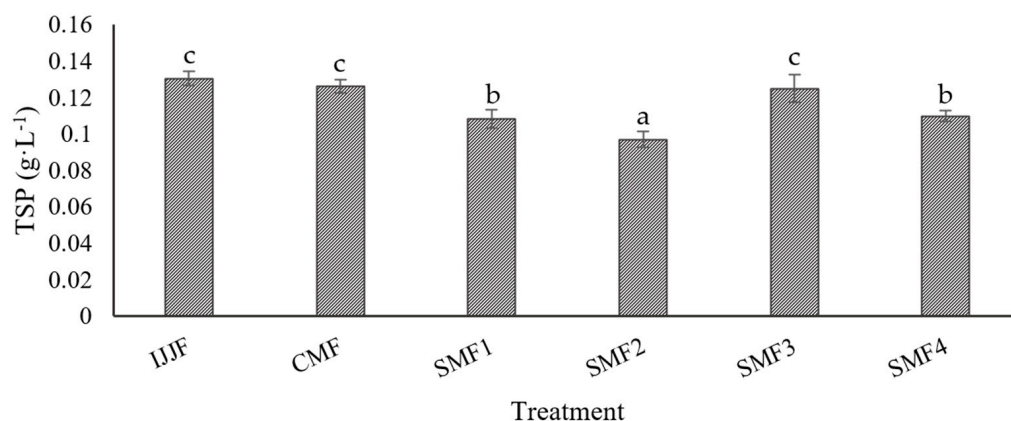 0.16
0.14
0.12
0.1
0.08
0.06
0.04
0.02
0
TSP (g·L⁻¹)
c
c
b
a
c
b
IJJF
CMF
SMF1
SMF2
SMF3
SMF4
Treatment